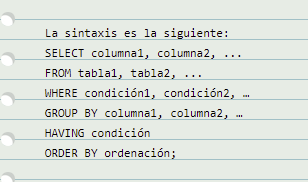 La sintaxis es la siguiente:
SELECT columna1, columna2, ...
FROM tabla1, tabla2, ...
WHERE condición1, condición2, …
GROUP BY columna1, columna2, …
HAVING condición
ORDER BY ordenación;